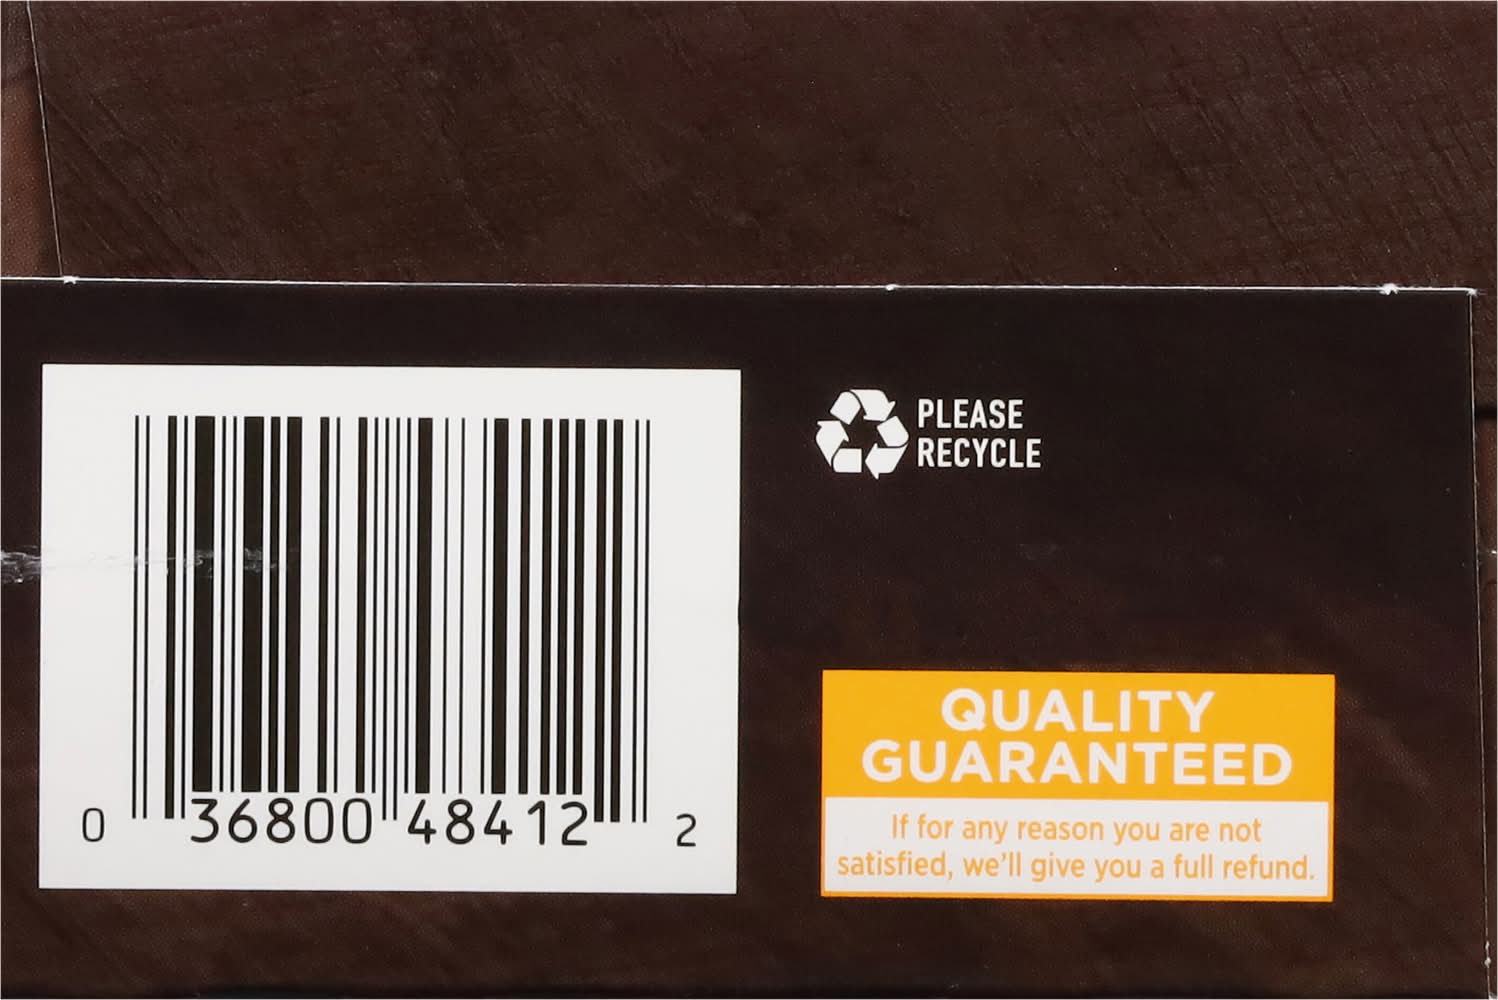 PLEASE
RECYCLE
0 36800 48412 2
QUALITY
GUARANTEED
If for any reason you are not
satisfied, we'll give you a full refund.